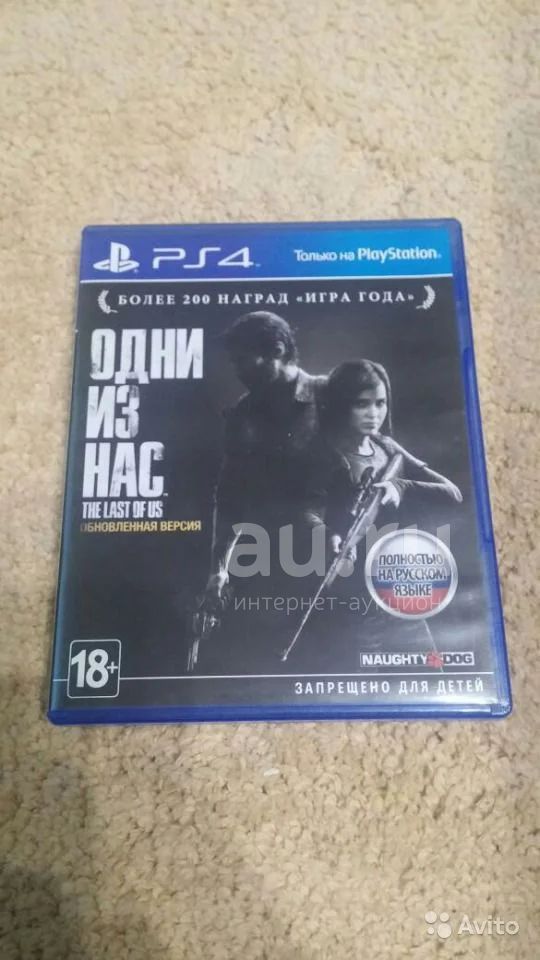 PS4
Только на PlayStation
БОЛЕЕ 200 НАГРАД «ИГРА ГОДА»
ОДНИ
ИЗ
НАС
THE LAST OF US™
ОБНОВЛЕННАЯ ВЕРСИЯ
au.ru
интернет-аукцион
ПОЛНОСТЬЮ
НА РУССКОМ
ЯЗЫКЕ
18+
NAUGHTY DOG
ЗАПРЕЩЕНО ДЛЯ ДЕТЕЙ
Avito